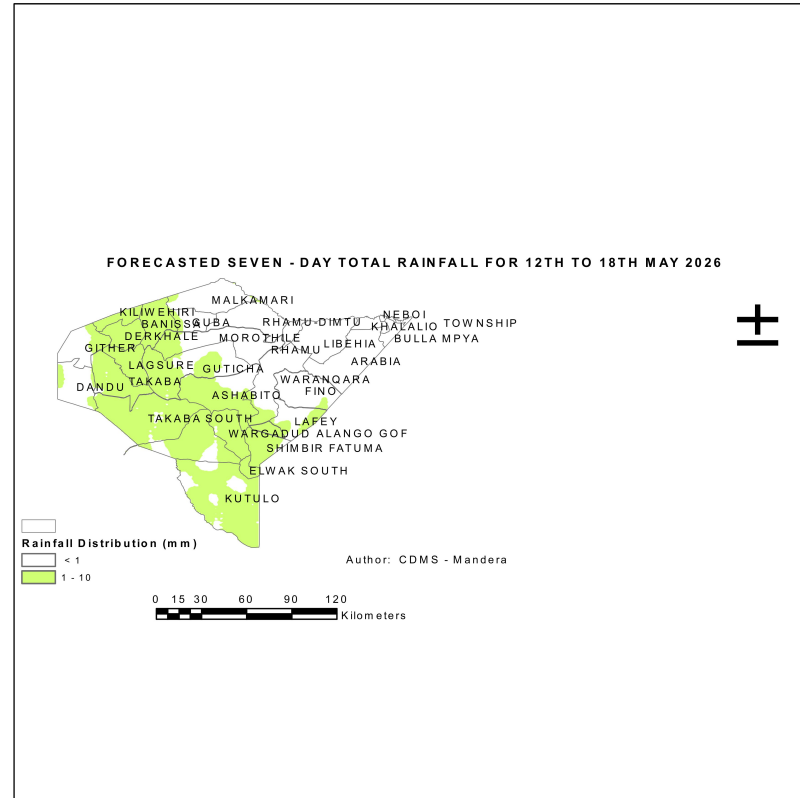 FORECASTED SEVEN - DAY TOTAL RAINFALL FOR 12TH TO 18TH MAY 2026
MALKAMARI
KILIWEHIRI
NEBOI
BANISSA
GUBA
RHAMU-DIMTU
KHALALIO
TOWNSHIP
DERKHALE
MOROTHILE
BULLA MPYA
GITHER
RHAMU
LIBEHIA
ARABIA
LAGSURE
GUTICHA
TAKABA
WARANQARA
DANDU
FINO
ASHABITO
TAKABA SOUTH
LAFEY
WARGADUD
ALANGO GOF
SHIMBIR FATUMA
ELWAK SOUTH
KUTULO
Rainfall Distribution (mm)
< 1
1 - 10
Author: CDMS - Mandera
0 15 30 60 90 120
Kilometers